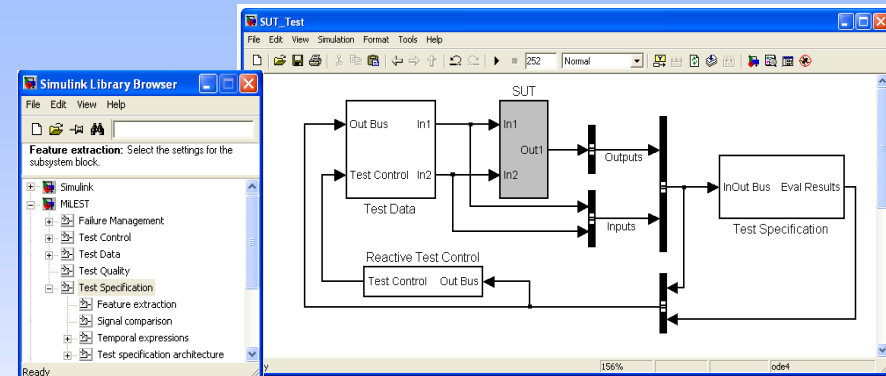 SUT_Test
File Edit View Simulation Format Tools Help
252 Normal
Simulink Library Browser
File Edit View Help
Feature extraction: Select the settings for the
subsystem block.
Simulink
MiLEST
Failure Management
Test Control
Test Data
Test Quality
Test Specification
Feature extraction
Signal comparison
Temporal expressions
Test specification architecture
Ready
SUT
Out Bus In1
Test Control In2
Test Data
In1
Out1
In2
Outputs
Inputs
InOut Bus Eval Results
Test Specification
Reactive Test Control
Test Control Out Bus
y 156% ode4